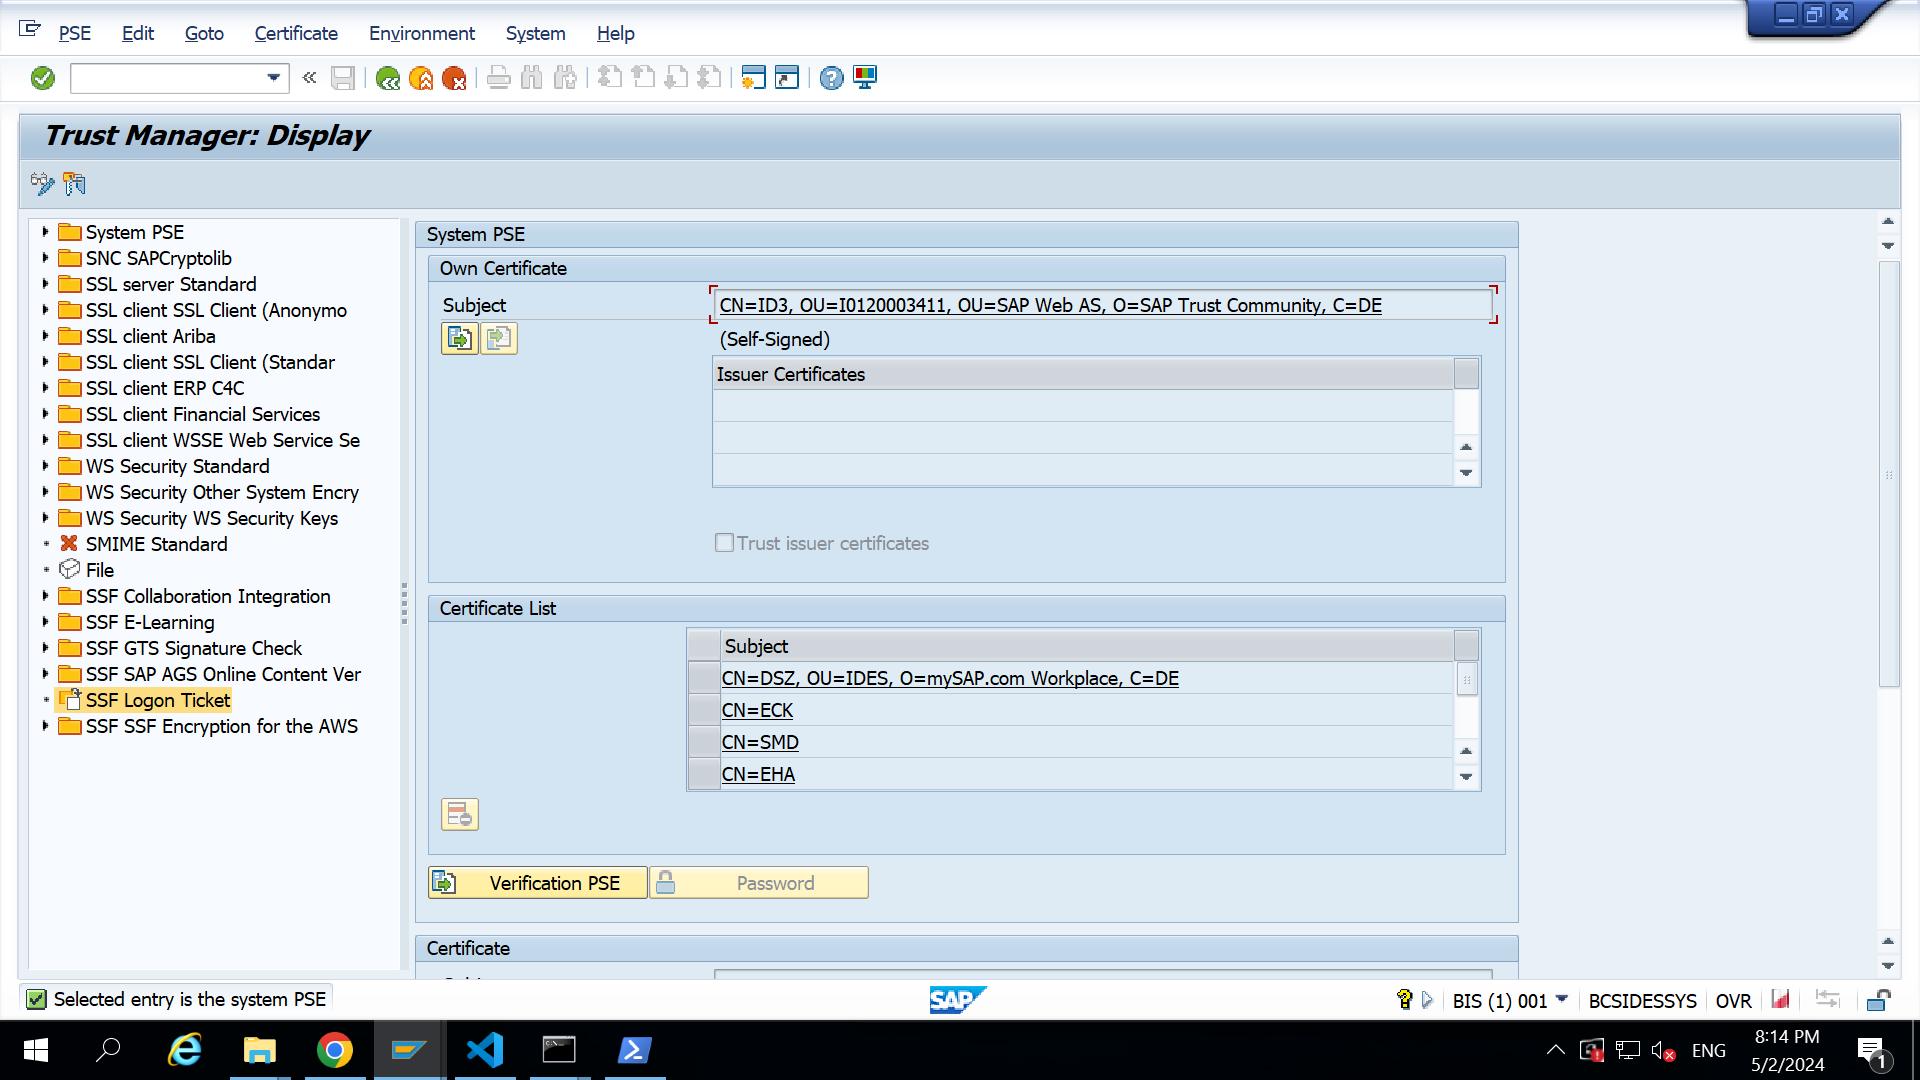 PSE Edit Goto Certificate Environment System Help
Trust Manager: Display
System PSE
SNC SAPCryptolib
SSL server Standard
SSL client SSL Client (Anonymo
SSL client Ariba
SSL client SSL Client (Standar
SSL client ERP C4C
SSL client Financial Services
SSL client WSSE Web Service Se
WS Security Standard
WS Security Other System Encry
WS Security WS Security Keys
SMIME Standard
File
SSF Collaboration Integration
SSF E-Learning
SSF GTS Signature Check
SSF SAP AGS Online Content Ver
SSF Logon Ticket
SSF SSF Encryption for the AWS
System PSE
Own Certificate
Subject CN=ID3, OU=I0120003411, OU=SAP Web AS, O=SAP Trust Community, C=DE
(Self-Signed)
Issuer Certificates
Trust issuer certificates
Certificate List
Subject
CN=DSZ, OU=IDES, O=mySAP.com Workplace, C=DE
CN=ECK
CN=SMD
CN=EHA
Verification PSE Password
Certificate
Selected entry is the system PSE SAP BIS (1) 001 BCSIDESSYS OVR
ENG 8:14 PM
5/2/2024
1